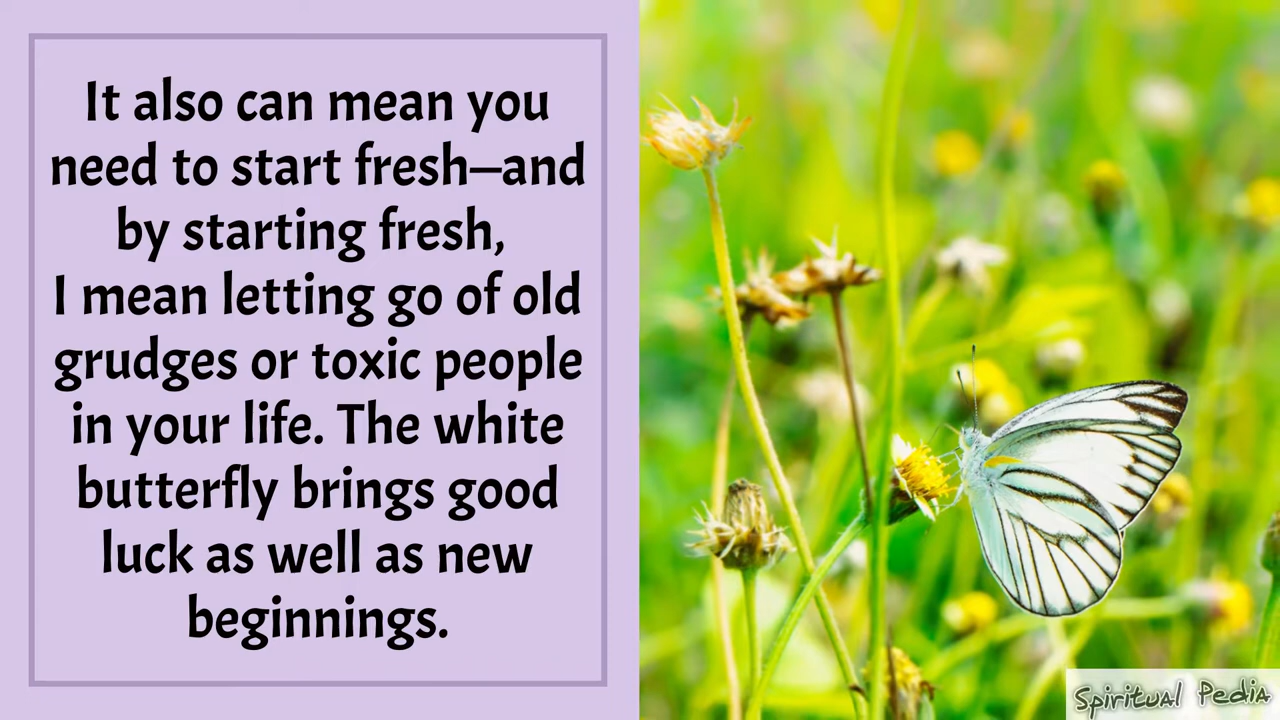 It also can mean you
need to start fresh—and
by starting fresh,
I mean letting go of old
grudges or toxic people
in your life. The white
butterfly brings good
luck as well as new
beginnings.
Spiritual Pedia